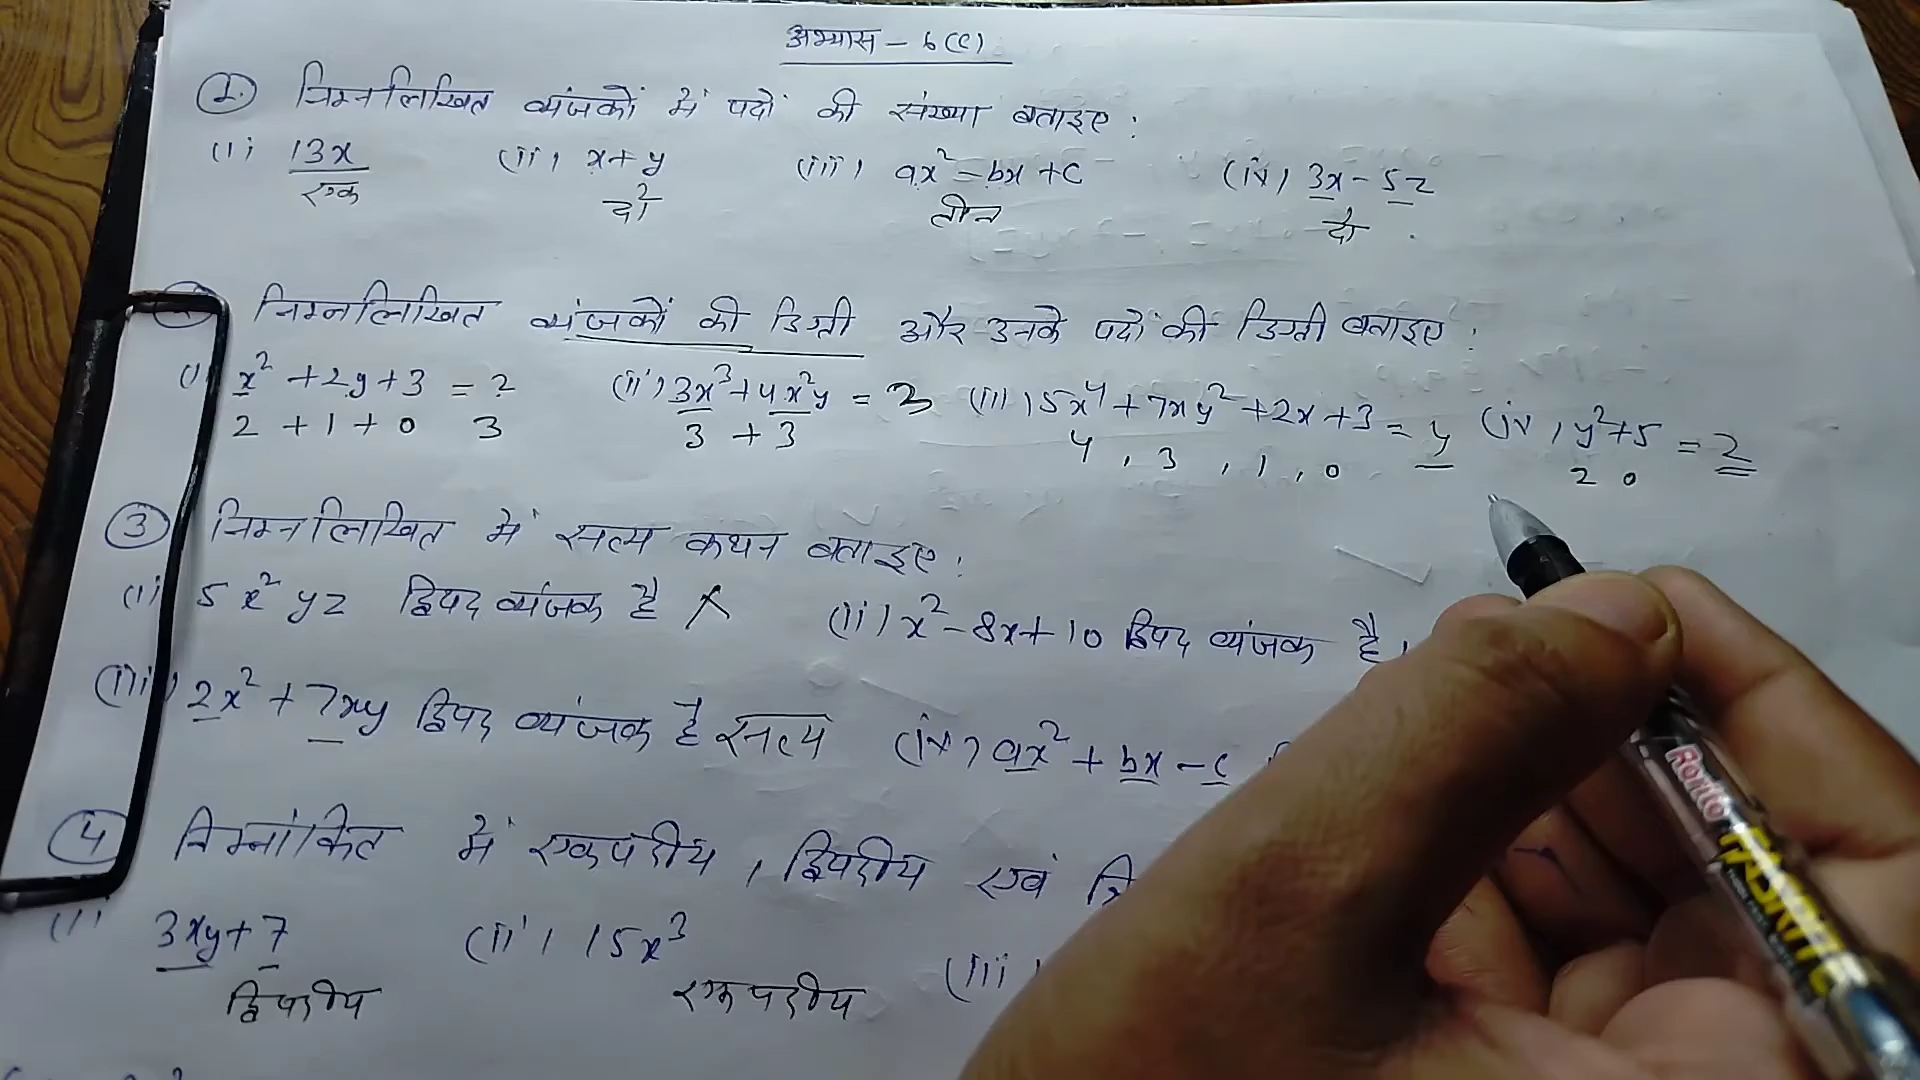 अभ्यास - 6(c)
1. निम्नलिखित व्यंजकों में पदों की संख्या बताइए :
(i) 13x (ii) x+y (iii) ax²-bx+c (iv) 3x-5z
एक दो तीन दो
निम्नलिखित व्यंजकों की डिग्री और उनके पदों की डिग्री बताइए :
(i) x²+2y+3 = 2 (ii) 3x³+4x²y = 3 (iii) 5x⁴+7xy²+2x+3 = 4 (iv) y²+5 = 2
2+1+0 3 3+3 4, 3, 1, 0 2 0
3 निम्नलिखित में सत्य कथन बताइए :
(i) 5x²yz द्विपद व्यंजक है X (ii) x²-8x+10 द्विपद व्यंजक है
(iii) 2x²+7xy द्विपद व्यंजक है सत्य (iv) ax²+bx-c
4 निम्नांकित में एकपदीय, द्विपदीय एवं त्रि
(i) 3xy+7 (ii) 15x³ (iii)
द्विपदीय एकपदीय
Rorito
FASRITE